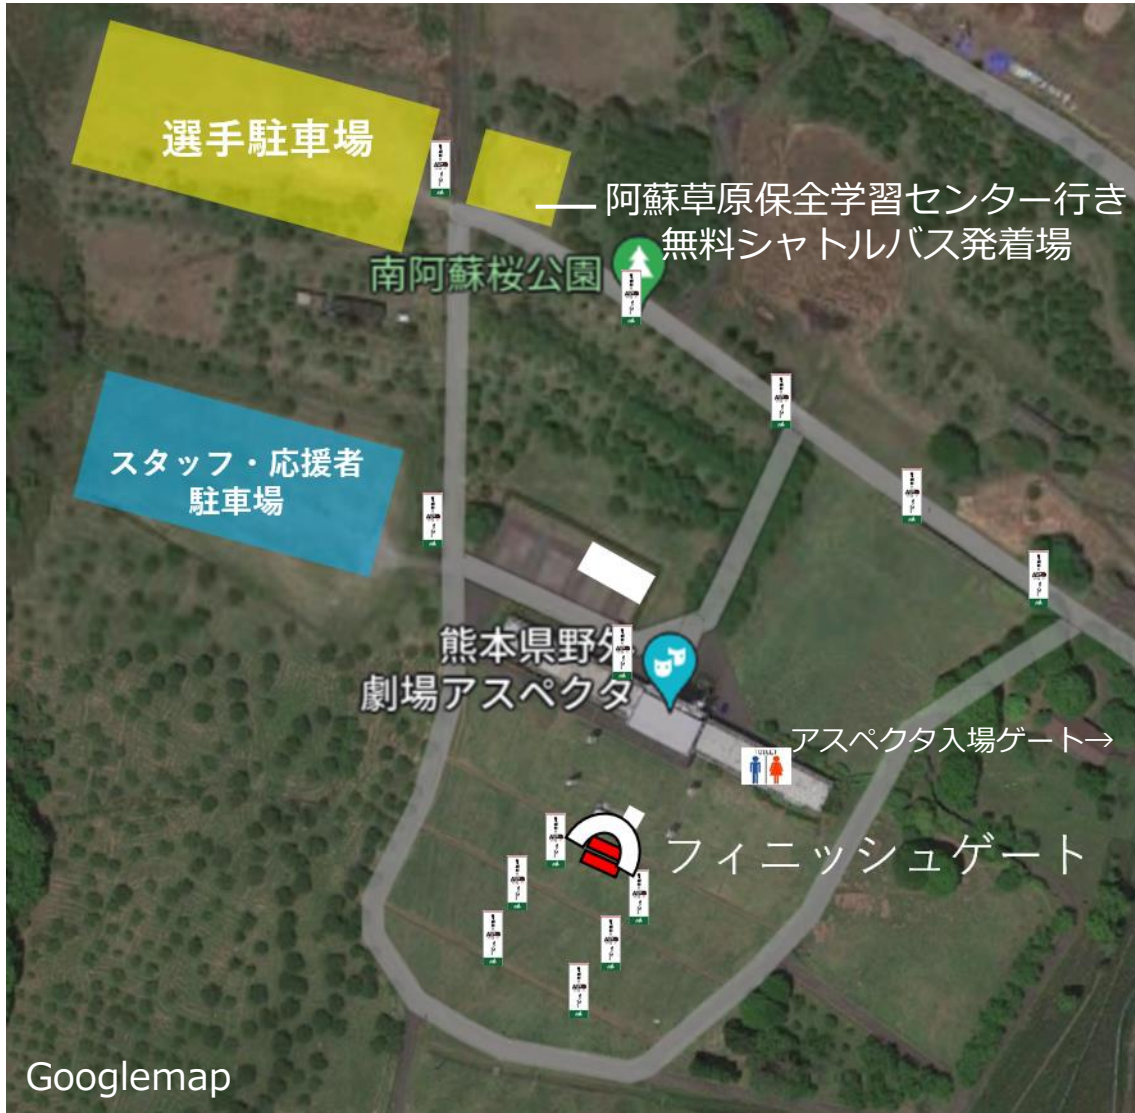 選手駐車場
阿蘇草原保全学習センター行き
無料シャトルバス発着場
南阿蘇桜公園
スタッフ・応援者
駐車場
熊本県野外
劇場アスペクタ
アスペクタ入場ゲート→
TOILET
フィニッシュゲート
Googlemap